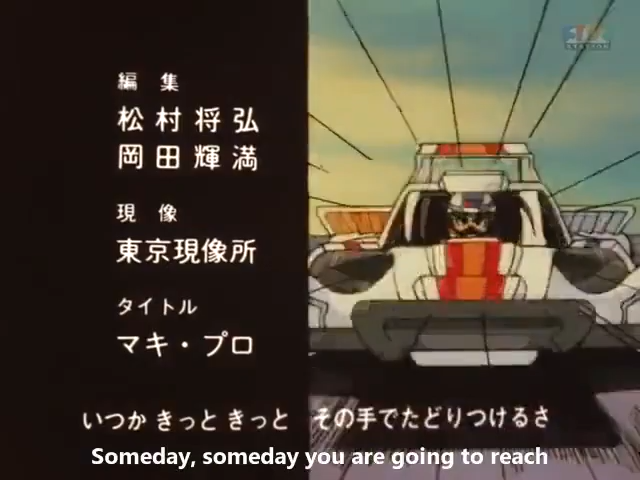 編集
松村将弘
岡田輝満
現像
東京現像所
タイトル
マキ・プロ
いつか きっと きっと その手でたどりつけるさ
Someday, someday you are going to reach
STATION